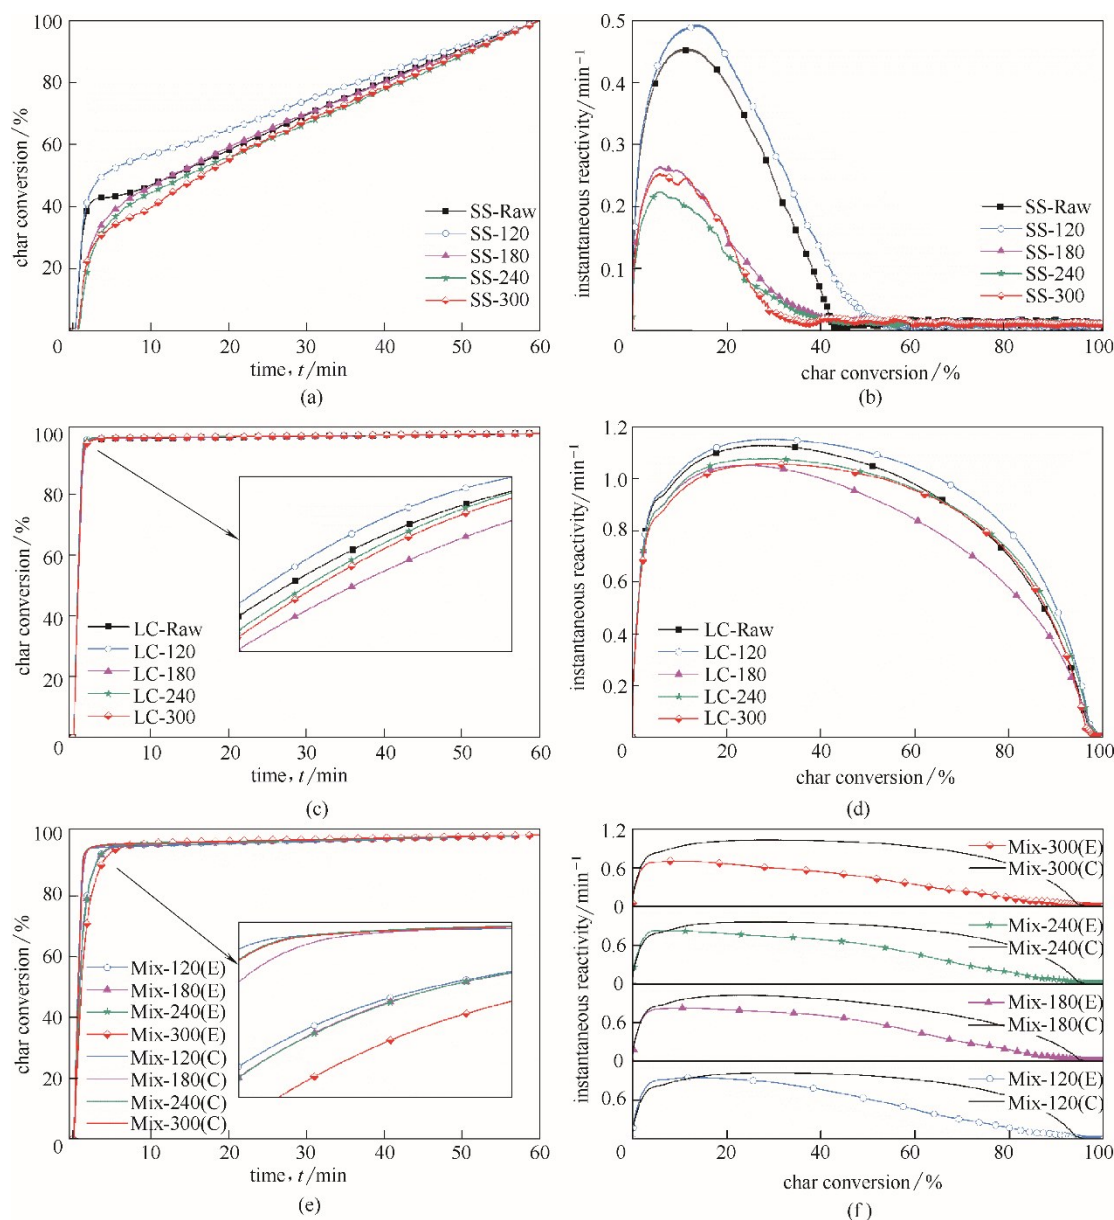 100
80
60
40
20
0
char conversion / %
SS-Raw
SS-120
SS-180
SS-240
SS-300
10
20
30
40
50
60
time, t/min
(a)
0.5
0.4
0.3
0.2
0.1
0
instantaneous reactivity/min⁻¹
SS-Raw
SS-120
SS-180
SS-240
SS-300
20
40
60
80
100
char conversion / %
(b)
100
80
60
40
20
0
char conversion / %
LC-Raw
LC-120
LC-180
LC-240
LC-300
10
20
30
40
50
60
time, t/min
(c)
1.2
1.0
0.8
0.6
0.4
0.2
0
instantaneous reactivity/min⁻¹
LC-Raw
LC-120
LC-180
LC-240
LC-300
20
40
60
80
100
char conversion / %
(d)
100
80
60
40
20
0
char conversion / %
Mix-120(E)
Mix-180(E)
Mix-240(E)
Mix-300(E)
Mix-120(C)
Mix-180(C)
Mix-240(C)
Mix-300(C)
10
20
30
40
50
60
time, t/min
(e)
1.2
0.6
0
Mix-300(E)
Mix-300(C)
0.6
0
Mix-240(E)
Mix-240(C)
0.6
0
Mix-180(E)
Mix-180(C)
0.6
Mix-120(E)
Mix-120(C)
instantaneous reactivity/min⁻¹
0
20
40
60
80
100
char conversion / %
(f)